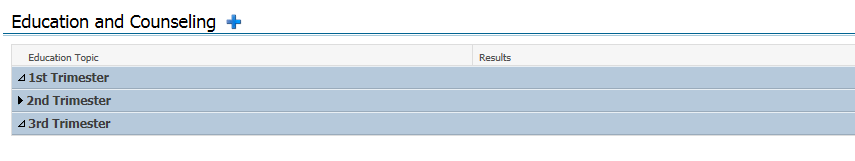 Education and Counseling
Education Topic Results
1st Trimester
2nd Trimester
3rd Trimester